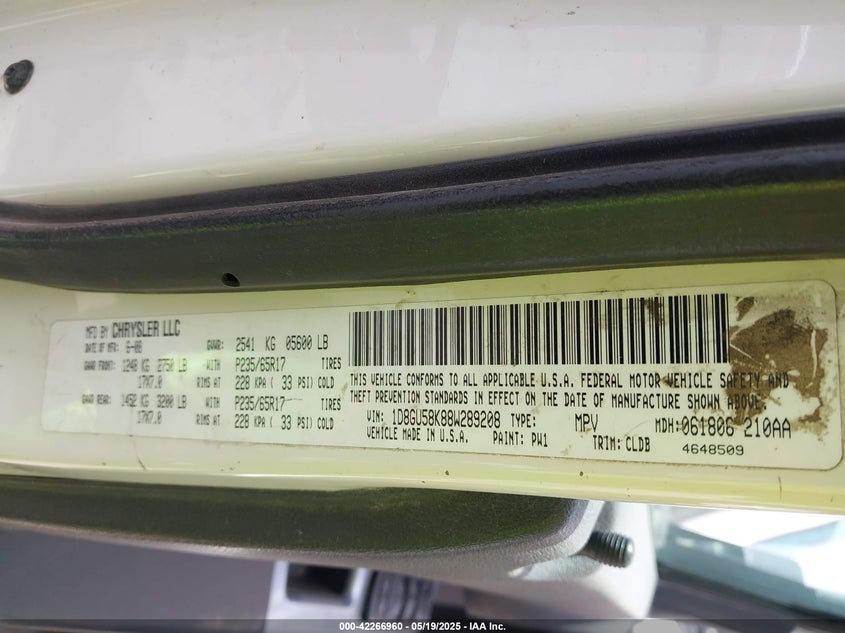 MFD BY CHRYSLER LLC
DATE OF MFR: 6-08 GVWR: 2541 KG 05600 LB
GAWR FRONT: 1248 KG 2750 LB WITH P235/65R17 TIRES
17X7.0 RIMS AT 228 KPA ( 33 PSI) COLD
GAWR REAR: 1452 KG 3200 LB WITH P235/65R17 TIRES
17X7.0 RIMS AT 228 KPA ( 33 PSI) COLD
THIS VEHICLE CONFORMS TO ALL APPLICABLE U.S.A. FEDERAL MOTOR VEHICLE SAFETY AND
THEFT PREVENTION STANDARDS IN EFFECT ON THE DATE OF MANUFACTURE SHOWN ABOVE.
VIN: 1D8GU58K88W289208 TYPE: MPV MDH: 061806 210AA
VEHICLE MADE IN U.S.A. PAINT: PW1 TRIM: CLDB 4648509
000-42266960 - 05/19/2025 - IAA Inc.